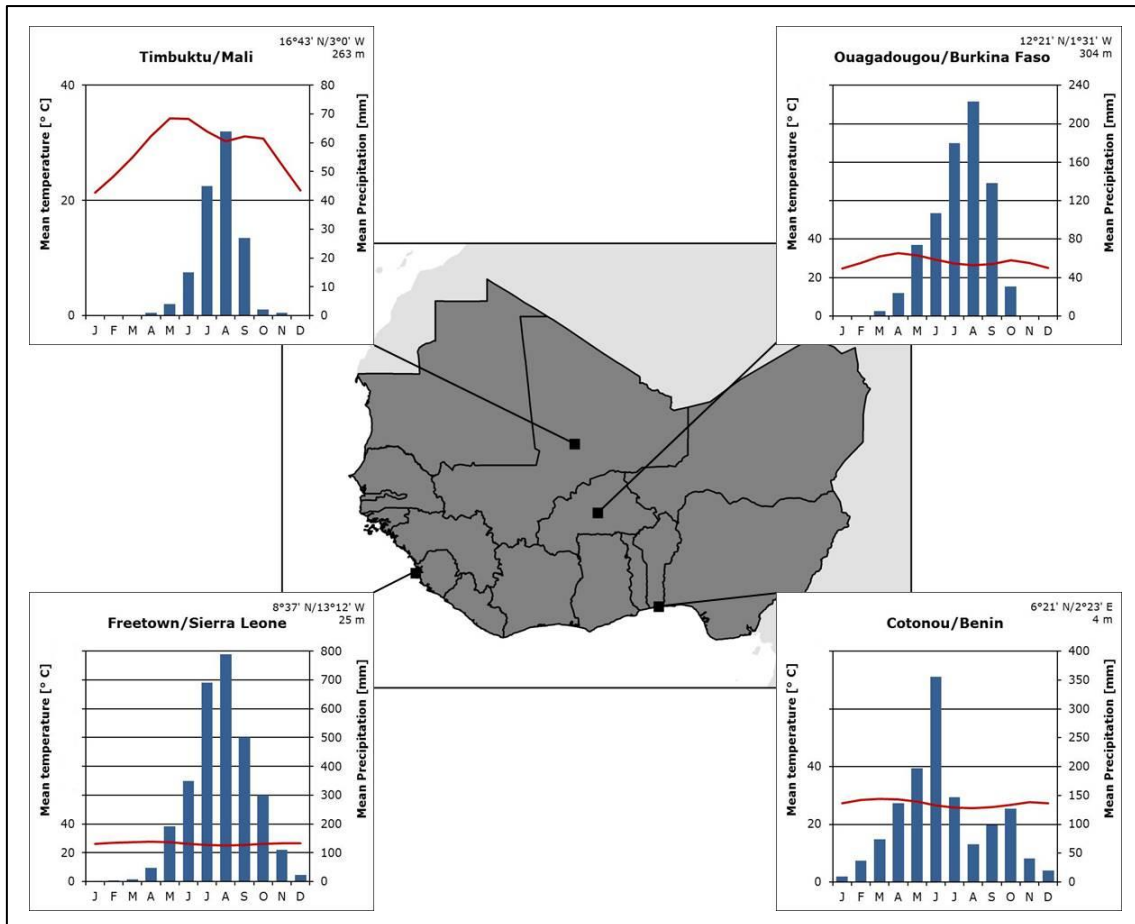 16°43' N/3°0' W
263 m
Timbuktu/Mali
Mean temperature [° C]
40
20
0
Mean Precipitation [mm]
80
70
60
50
40
30
20
10
0
J F M A M J J A S O N D
12°21' N/1°31' W
304 m
Ouagadougou/Burkina Faso
Mean temperature [° C]
40
20
0
Mean Precipitation [mm]
240
200
160
120
80
40
0
J F M A M J J A S O N D
8°37' N/13°12' W
25 m
Freetown/Sierra Leone
Mean temperature [° C]
40
20
0
Mean Precipitation [mm]
800
700
600
500
400
300
200
100
0
J F M A M J J A S O N D
6°21' N/2°23' E
4 m
Cotonou/Benin
Mean temperature [° C]
40
20
0
Mean Precipitation [mm]
400
350
300
250
200
150
100
50
0
J F M A M J J A S O N D